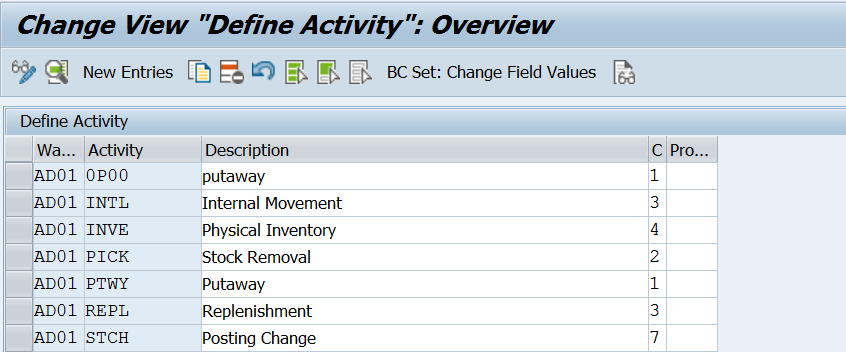 Change View "Define Activity": Overview
New Entries BC Set: Change Field Values
Define Activity
Wa... Activity Description C Pro...
AD01 0P00 putaway 1
AD01 INTL Internal Movement 3
AD01 INVE Physical Inventory 4
AD01 PICK Stock Removal 2
AD01 PTWY Putaway 1
AD01 REPL Replenishment 3
AD01 STCH Posting Change 7